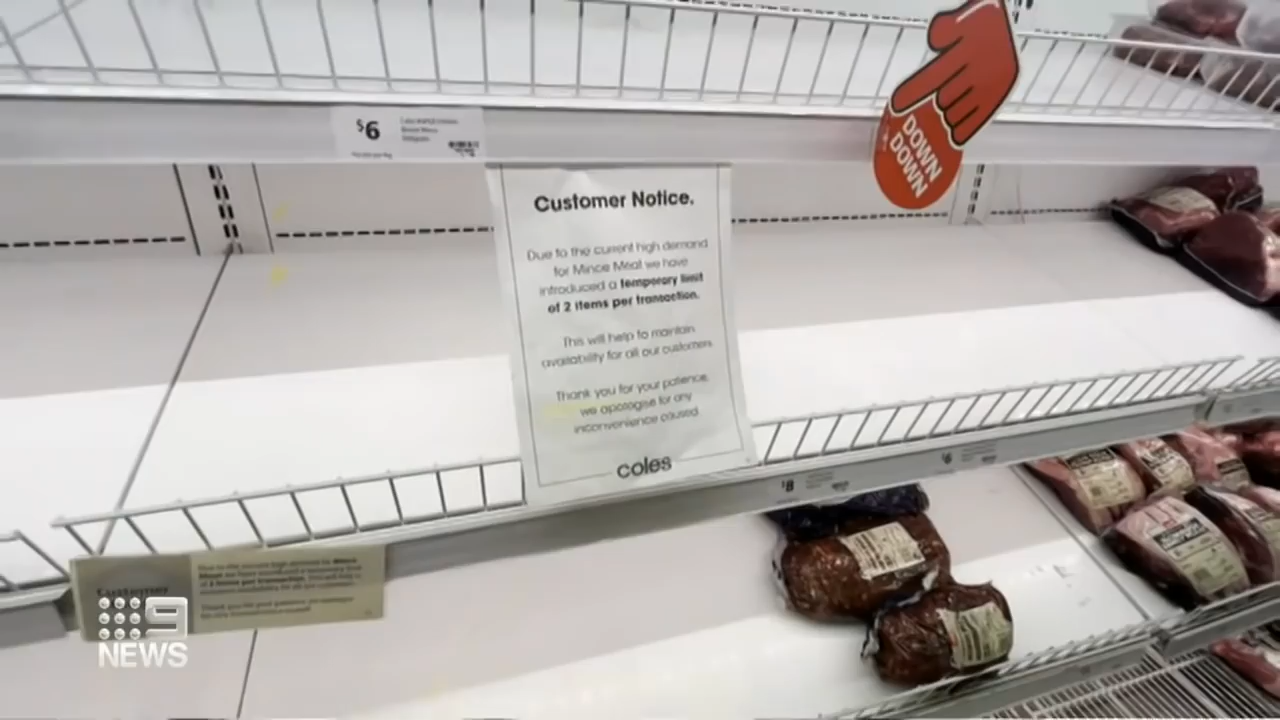 $6
DOWN
DOWN
Customer Notice.
Due to the current high demand
for Mince Meat we have
introduced a temporary limit
of 2 items per transaction.
This will help to maintain
availability for all our customers
Thank you for your patience,
we apologise for any
inconvenience caused.
coles
$8
$6
Customer
9
NEWS